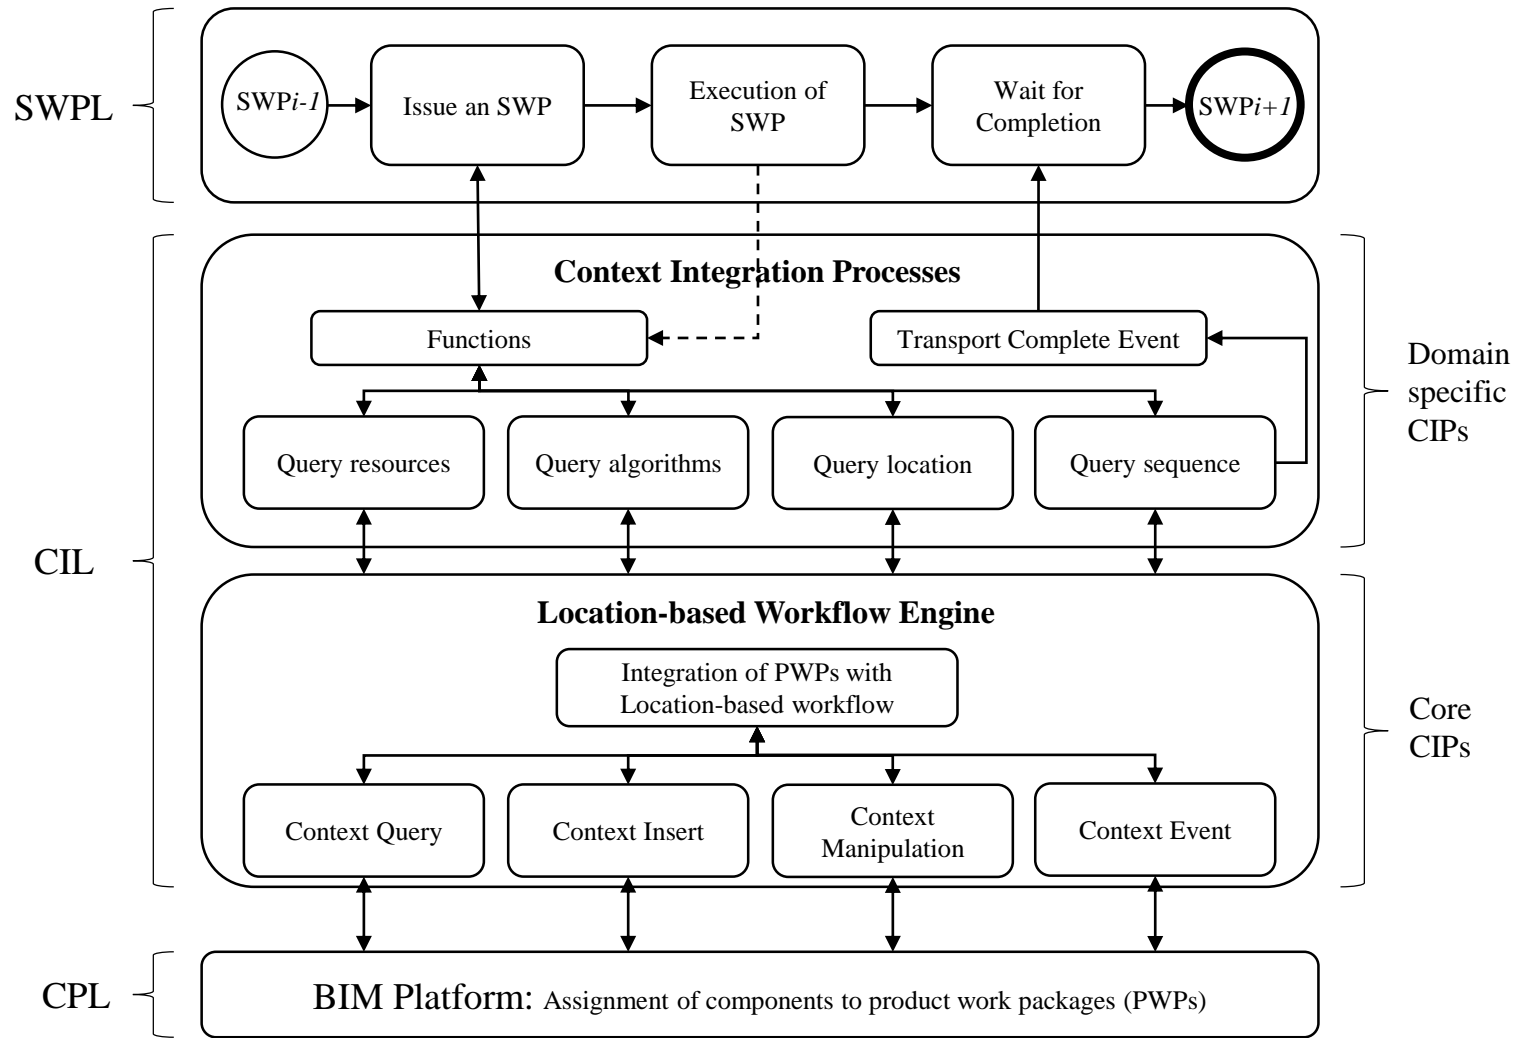 SWPL
SWPi-1
Issue an SWP
Execution of
SWP
Wait for
Completion
SWPi+1
CIL
Context Integration Processes
Functions
Transport Complete Event
Query resources
Query algorithms
Query location
Query sequence
Domain
specific
CIPs
Location-based Workflow Engine
Integration of PWPs with
Location-based workflow
Context Query
Context Insert
Context
Manipulation
Context Event
Core
CIPs
CPL
BIM Platform: Assignment of components to product work packages (PWPs)